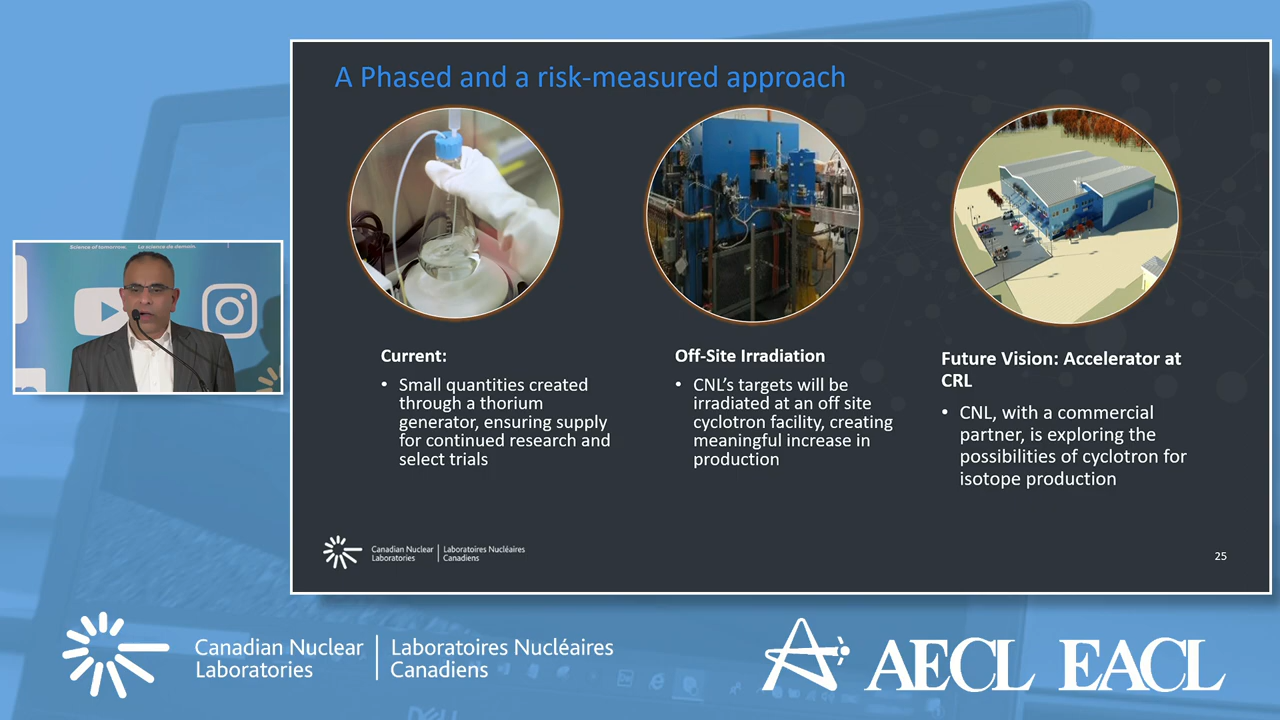 A Phased and a risk-measured approach
Science of tomorrow. La science de demain.
Current:
• Small quantities created
through a thorium
generator, ensuring supply
for continued research and
select trials
Off-Site Irradiation
• CNL’s targets will be
irradiated at an off site
cyclotron facility, creating
meaningful increase in
production
Future Vision: Accelerator at
CRL
• CNL, with a commercial
partner, is exploring the
possibilities of cyclotron for
isotope production
Canadian Nuclear Laboratories | Laboratoires Nucléaires Canadiens
25
Canadian Nuclear | Laboratoires Nucléaires
Laboratories | Canadiens
AECL EACL
DELL